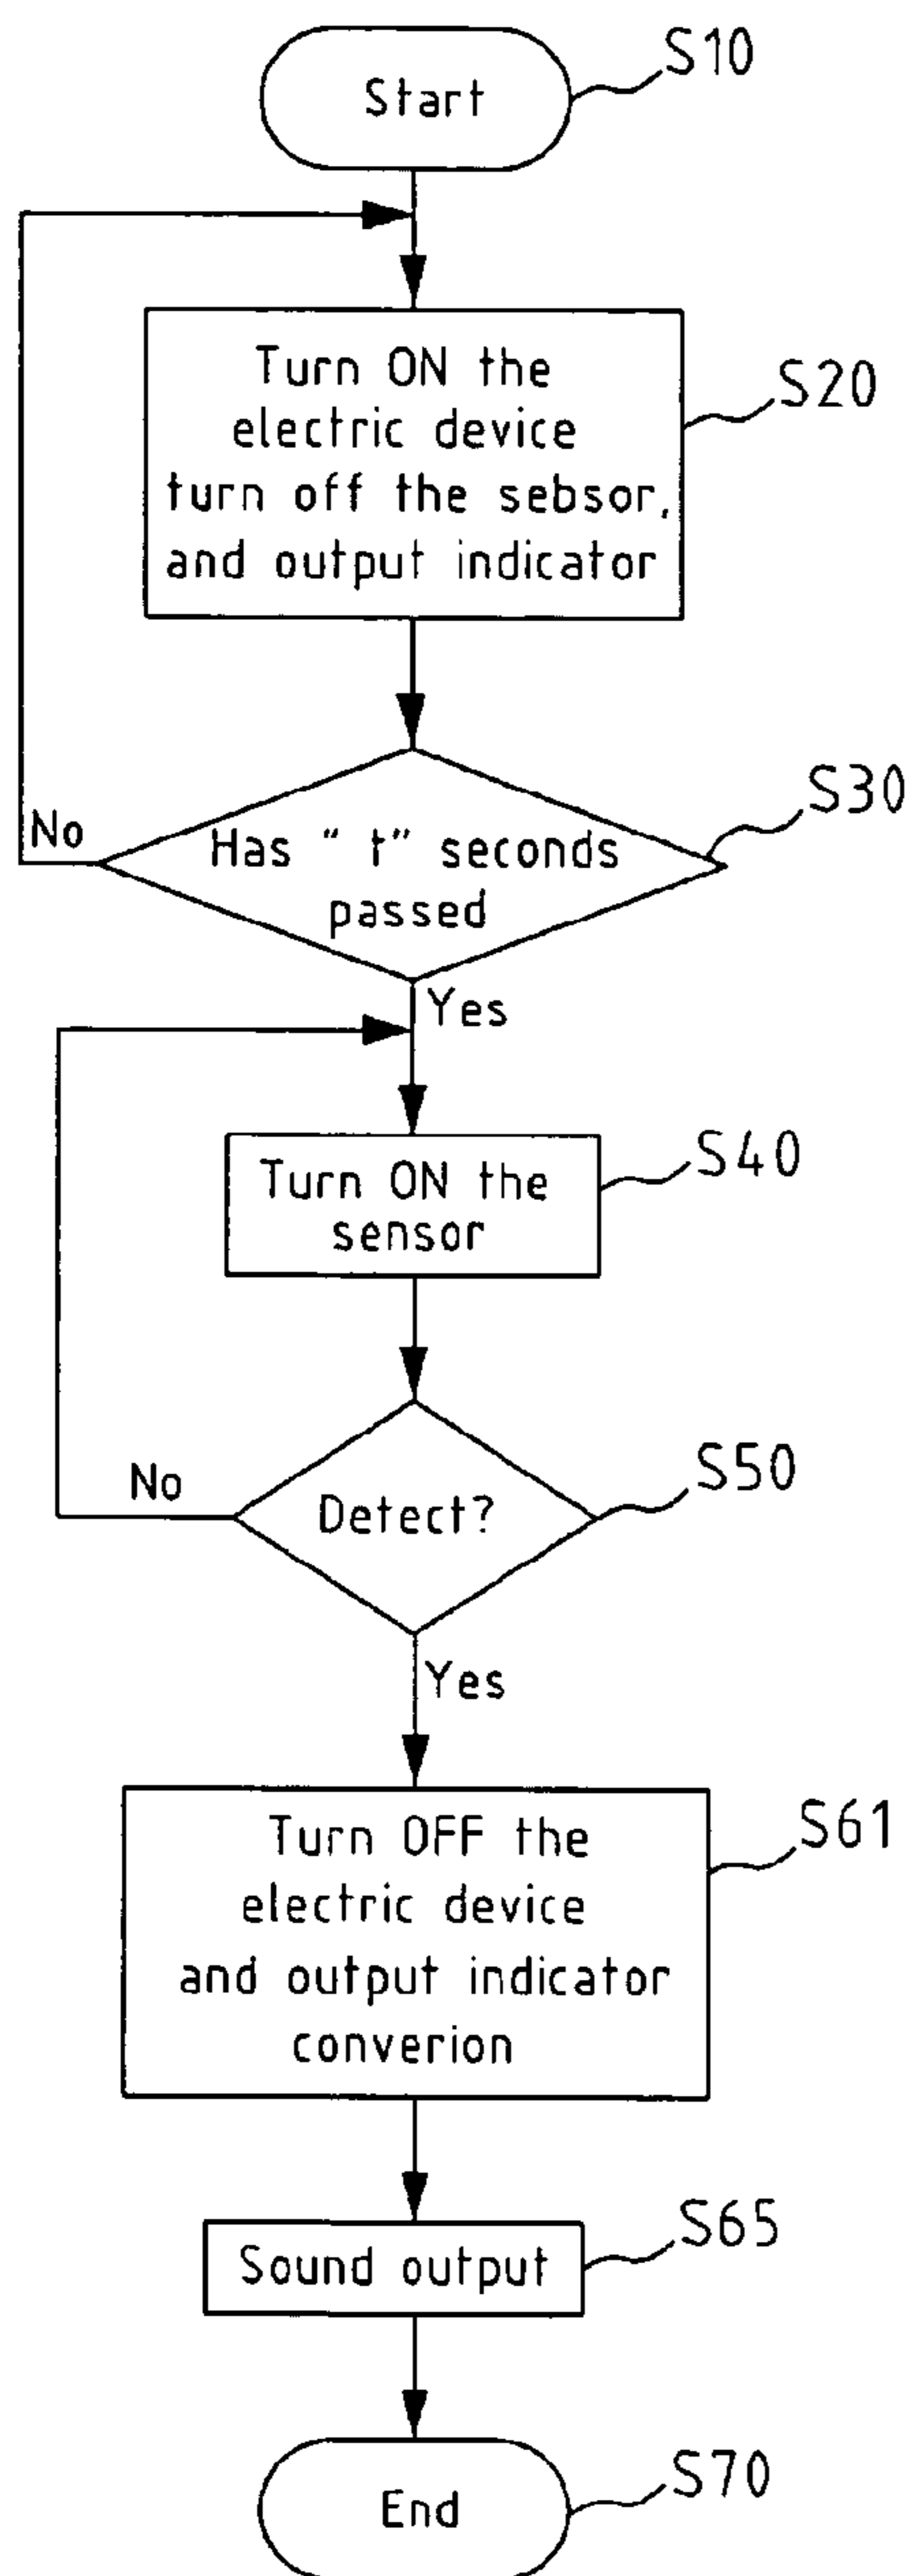 Start
S10
Turn ON the
electric device
turn off the sebsor,
and output indicator
S20
Has " t" seconds
passed
S30
No
Yes
Turn ON the
sensor
S40
Detect?
S50
No
Yes
Turn OFF the
electric device
and output indicator
converion
S61
Sound output
S65
End
S70